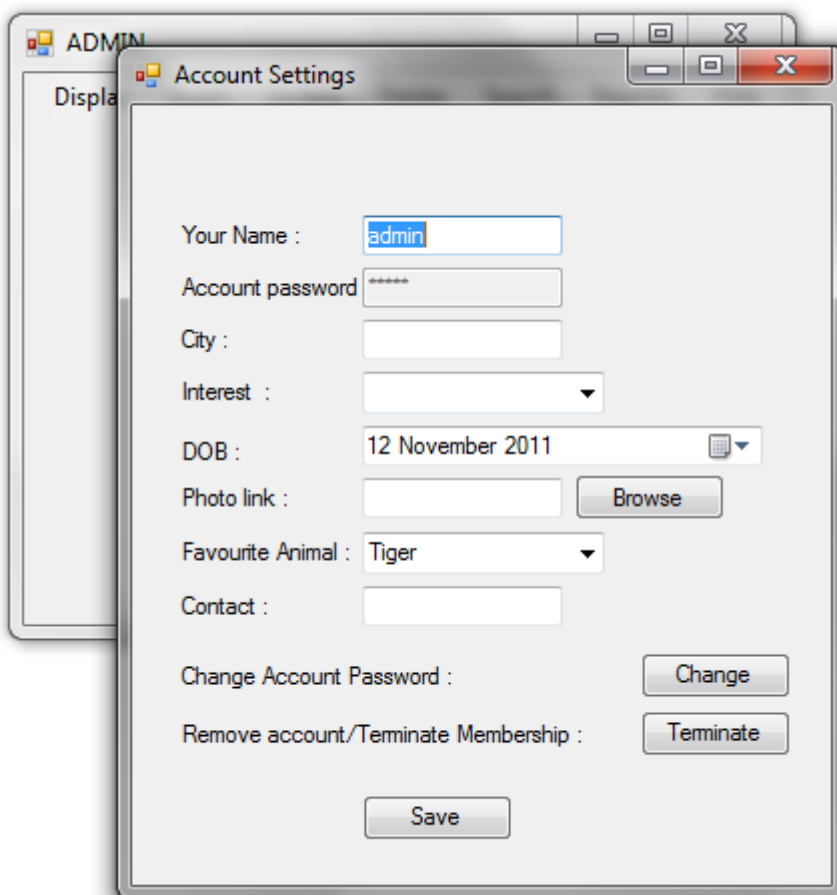 ADMIN
Account Settings
Displa
Your Name : admin
Account password *****
City :
Interest :
DOB : 12 November 2011
Photo link : Browse
Favourite Animal : Tiger
Contact :
Change Account Password : Change
Remove account/Terminate Membership : Terminate
Save